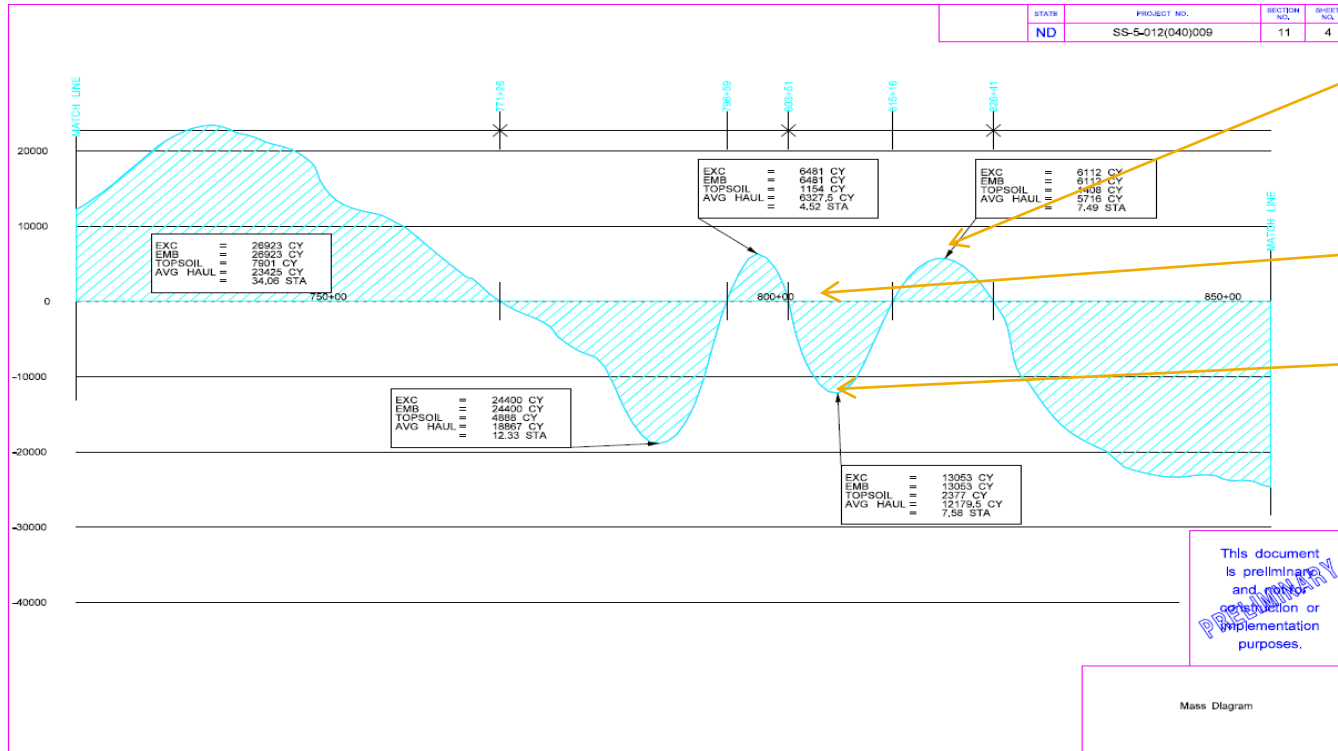 STATE PROJECT NO. SECTION NO. SHEET NO.
ND SS-5-012(040)009 11 4
MATCH LINE
771+26
796+59
803+51
815+16
826+41
20000
10000
0
-10000
-20000
-30000
-40000
EXC = 6481 CY
EMB = 6481 CY
TOPSOIL = 1154 CY
AVG HAUL = 6327.5 CY
= 4.52 STA
EXC = 6112 CY
EMB = 6112 CY
TOPSOIL = 1408 CY
AVG HAUL = 5716 CY
= 7.49 STA
MATCH LINE
EXC = 26923 CY
EMB = 26923 CY
TOPSOIL = 7901 CY
AVG HAUL = 23425 CY
= 34.06 STA
750+00
800+00
850+00
EXC = 24400 CY
EMB = 24400 CY
TOPSOIL = 4888 CY
AVG HAUL = 18867 CY
= 12.33 STA
EXC = 13053 CY
EMB = 13053 CY
TOPSOIL = 2377 CY
AVG HAUL = 12179.5 CY
= 7.58 STA
This document
is preliminary
and not for
construction or
implementation
purposes.
PRELIMINARY
Mass Diagram